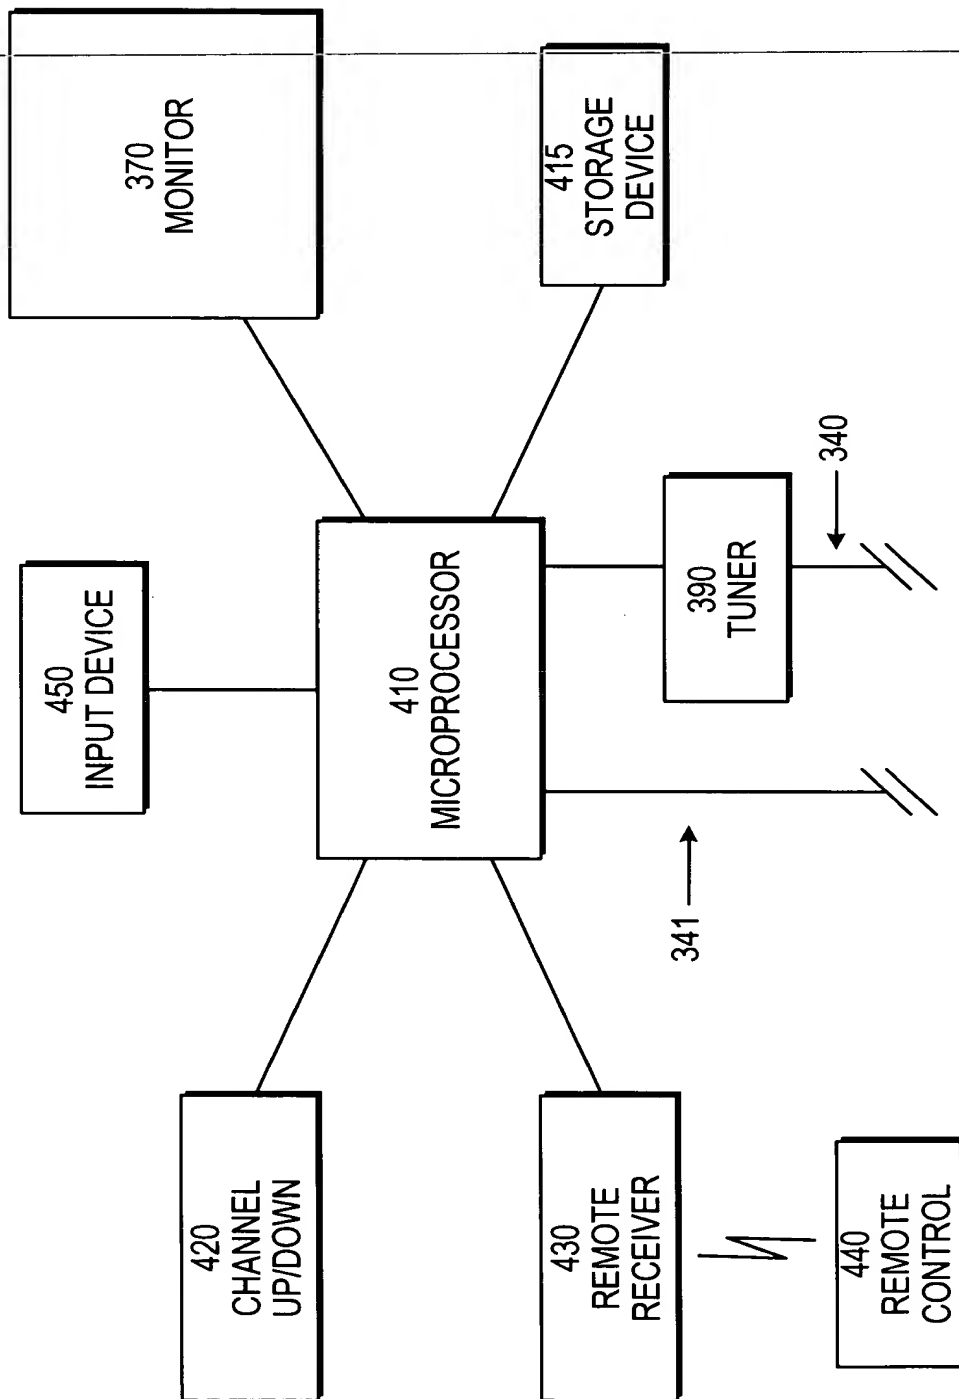 450
INPUT DEVICE
420
CHANNEL
UP/DOWN
370
MONITOR
410
MICROPROCESSOR
430
REMOTE
RECEIVER
415
STORAGE
DEVICE
341
390
TUNER
340
440
REMOTE
CONTROL